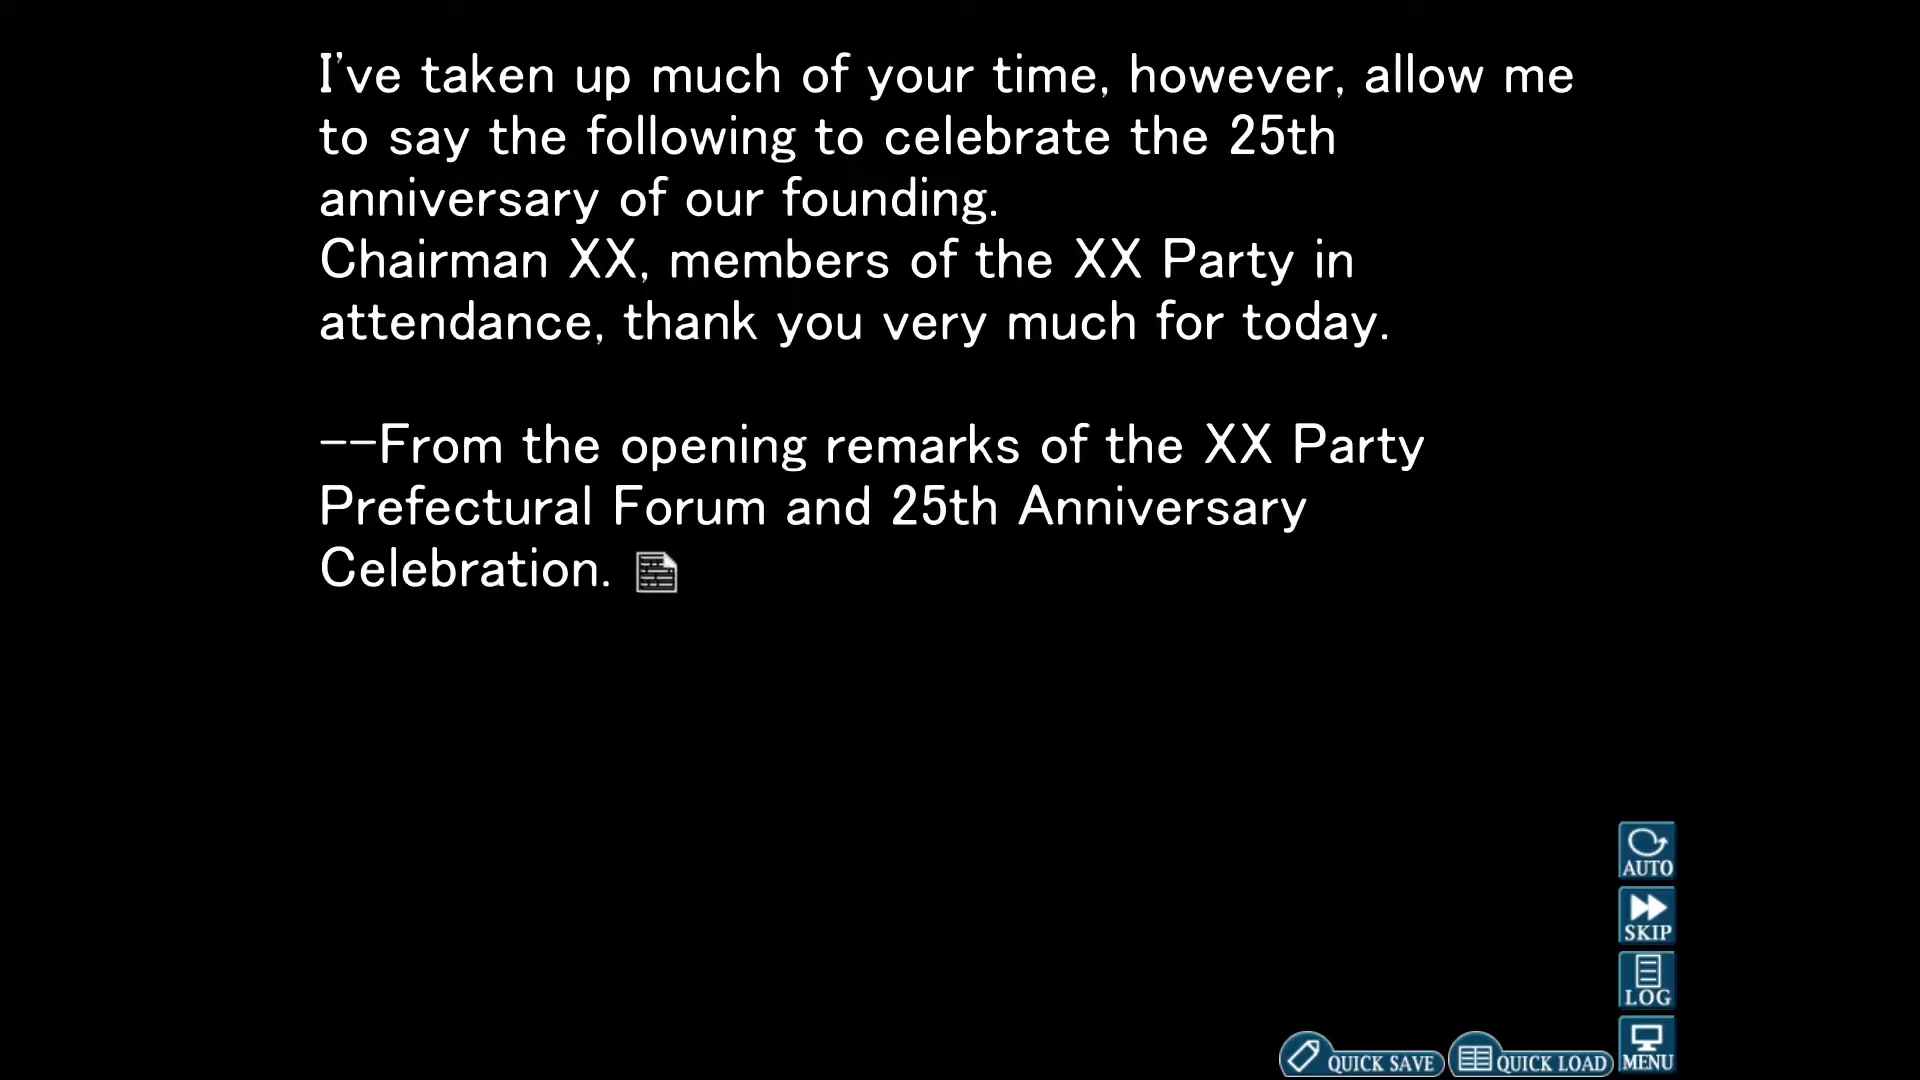 I've taken up much of your time, however, allow me
to say the following to celebrate the 25th
anniversary of our founding.
Chairman XX, members of the XX Party in
attendance, thank you very much for today.
--From the opening remarks of the XX Party
Prefectural Forum and 25th Anniversary
Celebration.
AUTO
SKIP
LOG
MENU
QUICK SAVE
QUICK LOAD